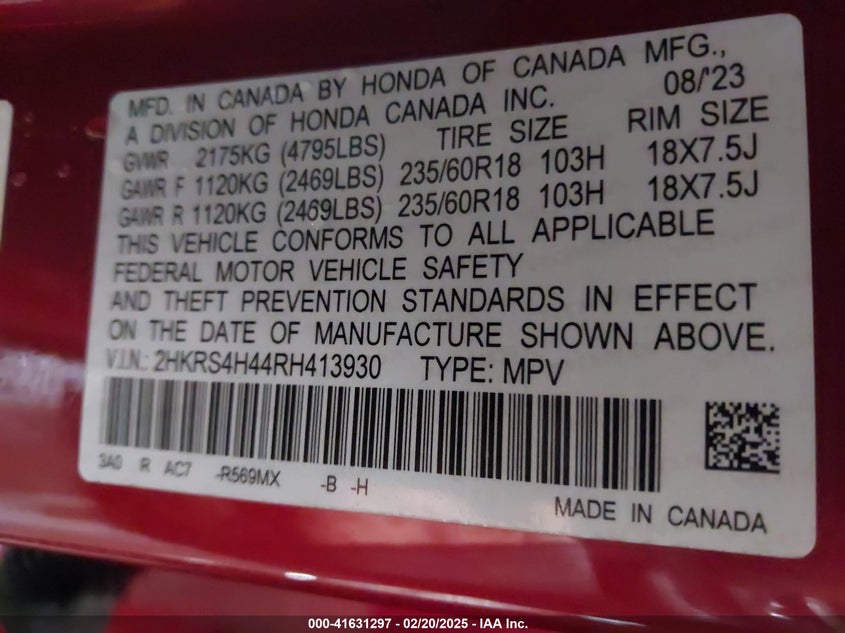 MFD. IN CANADA BY HONDA OF CANADA MFG.,
A DIVISION OF HONDA CANADA INC. 08/'23
GVWR 2175KG (4795LBS) TIRE SIZE RIM SIZE
GAWR F 1120KG (2469LBS) 235/60R18 103H 18X7.5J
GAWR R 1120KG (2469LBS) 235/60R18 103H 18X7.5J
THIS VEHICLE CONFORMS TO ALL APPLICABLE
FEDERAL MOTOR VEHICLE SAFETY
AND THEFT PREVENTION STANDARDS IN EFFECT
ON THE DATE OF MANUFACTURE SHOWN ABOVE.
V.I.N.: 2HKRS4H44RH413930 TYPE: MPV
3A0 R AC7 -R569MX -B -H
MADE IN CANADA
000-41631297 - 02/20/2025 - IAA Inc.